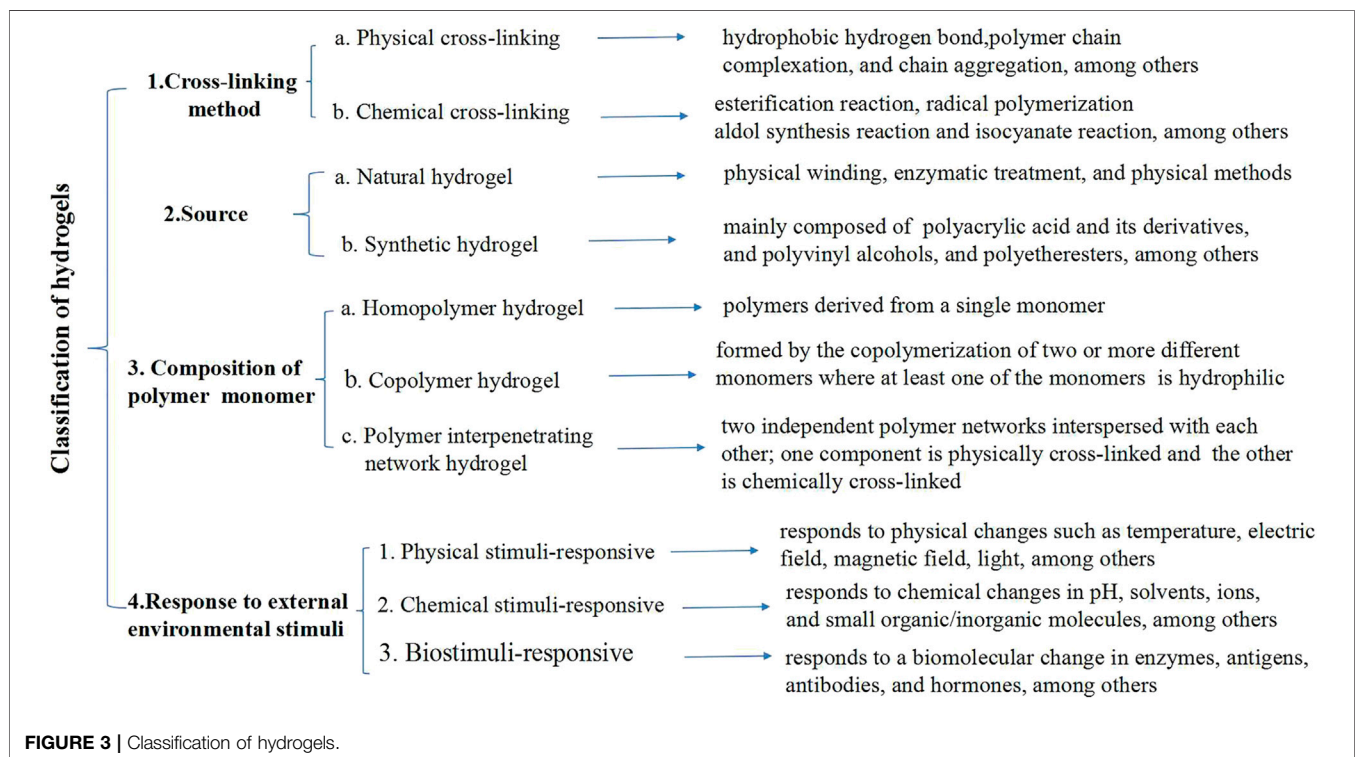 Classification of hydrogels
1.Cross-linking
method
a. Physical cross-linking
hydrophobic hydrogen bond,polymer chain
complexation, and chain aggregation, among others
b. Chemical cross-linking
esterification reaction, radical polymerization
aldol synthesis reaction and isocyanate reaction, among others
2.Source
a. Natural hydrogel
physical winding, enzymatic treatment, and physical methods
b. Synthetic hydrogel
mainly composed of polyacrylic acid and its derivatives,
and polyvinyl alcohols, and polyetheresters, among others
3. Composition of
polymer monomer
a. Homopolymer hydrogel
polymers derived from a single monomer
b. Copolymer hydrogel
formed by the copolymerization of two or more different
monomers where at least one of the monomers is hydrophilic
c. Polymer interpenetrating
network hydrogel
two independent polymer networks interspersed with each
other; one component is physically cross-linked and the other
is chemically cross-linked
4.Response to external
environmental stimuli
1. Physical stimuli-responsive
responds to physical changes such as temperature, electric
field, magnetic field, light, among others
2. Chemical stimuli-responsive
responds to chemical changes in pH, solvents, ions,
and small organic/inorganic molecules, among others
3. Biostimuli-responsive
responds to a biomolecular change in enzymes, antigens,
antibodies, and hormones, among others
FIGURE 3 | Classification of hydrogels.